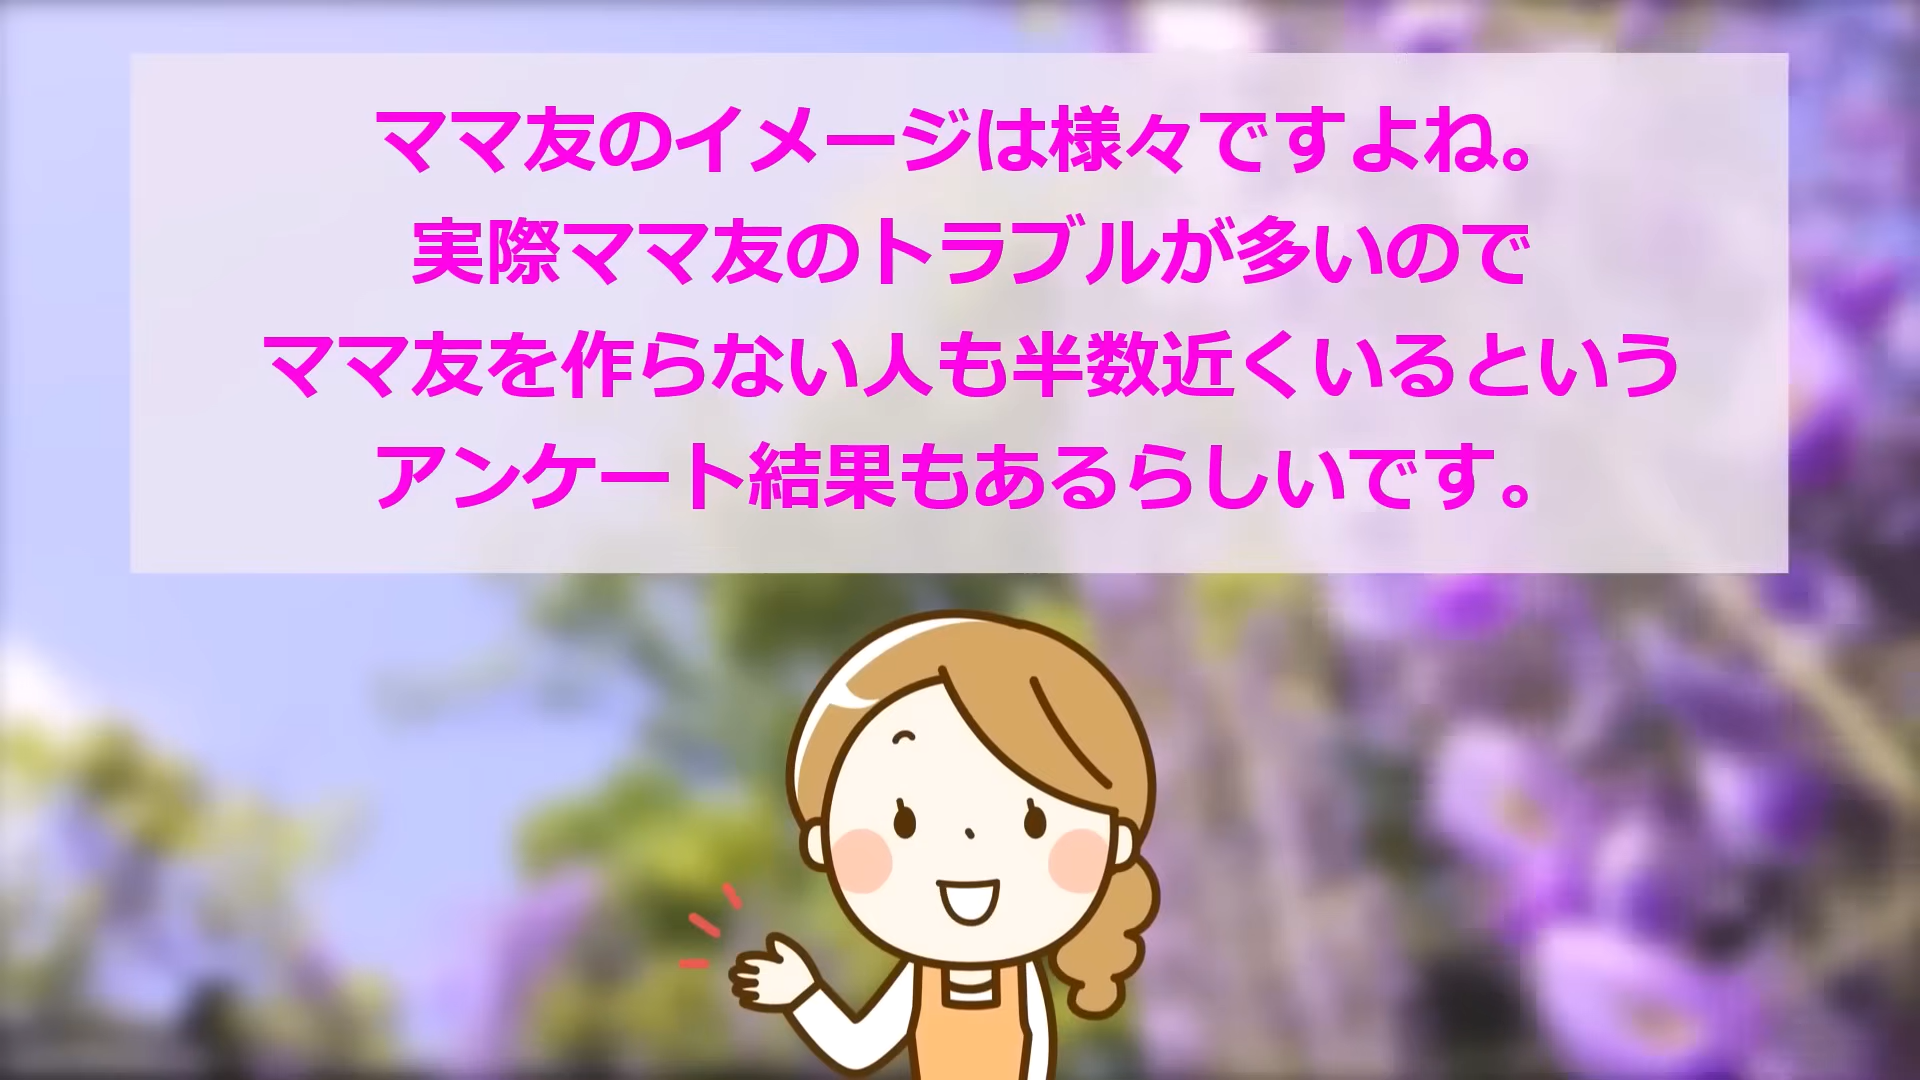 ママ友のイメージは様々ですよね。
実際ママ友のトラブルが多いので
ママ友を作らない人も半数近くいるという
アンケート結果もあるらしいです。